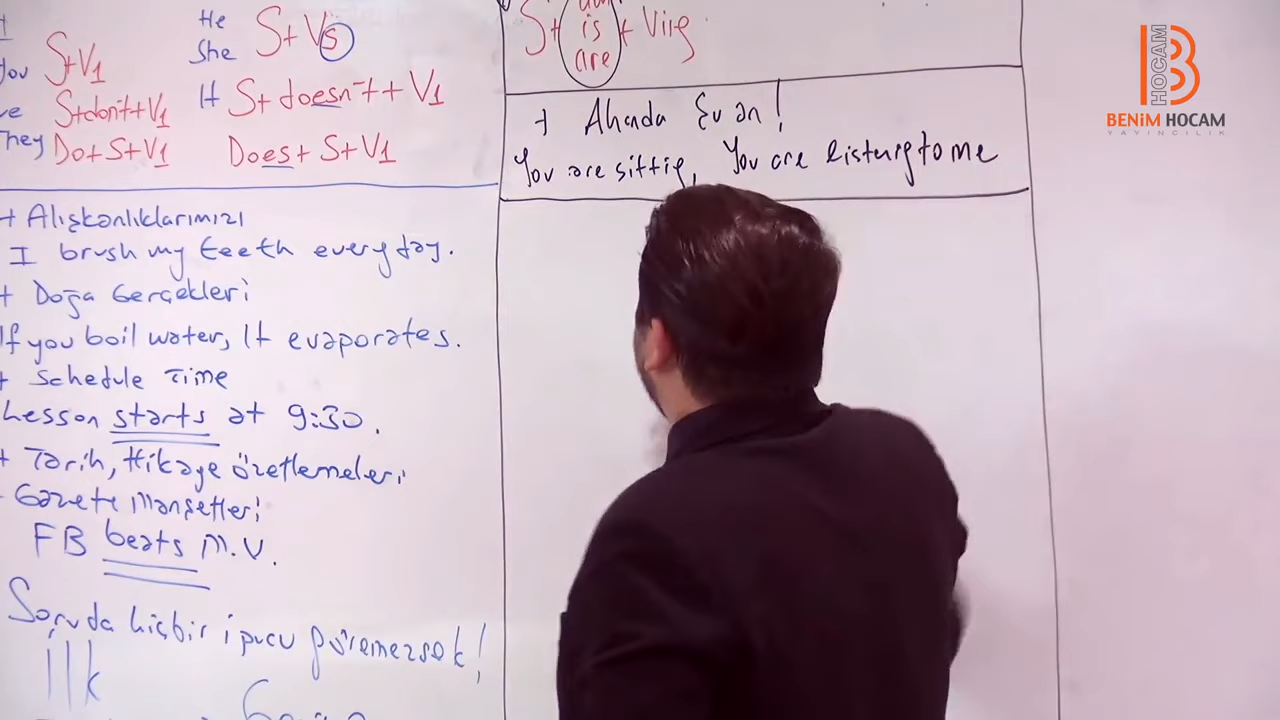 He
She
It
S+Vs
S+V1
S+don't+V1
They
Do+S+V1
S+doesn't+V1
Does+S+V1
+ Alışkanlıklarımızı
I brush my teeth every day.
+ Doğa Gerçekleri
If you boil water, It evaporates.
+ Schedule Time
Lesson starts at 9:30.
+ Tarih, Hikaye özetlemeleri
Gazete Manşetleri
FB beats M.U.
Soruda hiçbir ipucu göremezsek!
İlk
S+
is
are
+Ving
+
Şu an!
You are sitting, You are listening to me
BENiM HOCAM
YAYINCILIK
HOCAM